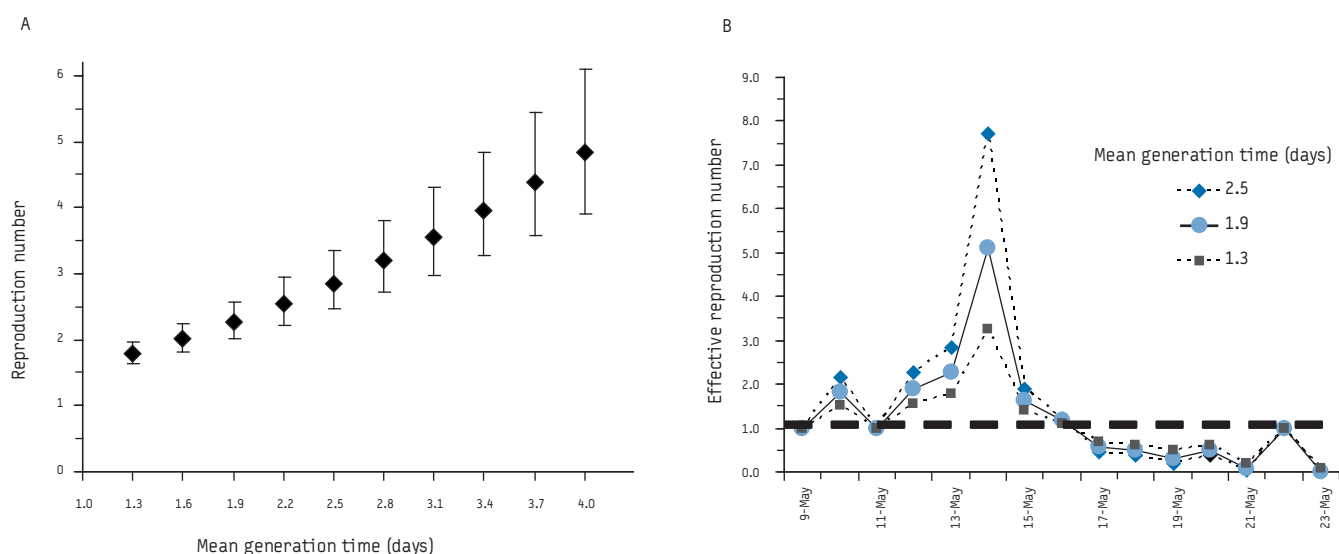 A
Reproduction number
6
5
4
3
2
1
0
1.0 1.3 1.6 1.9 2.2 2.5 2.8 3.1 3.4 3.7 4.0
Mean generation time (days)
B
Effective reproduction number
9.0
8.0
7.0
6.0
5.0
4.0
3.0
2.0
1.0
0.0
9-May 11-May 13-May 15-May 17-May 19-May 21-May 23-May
Mean generation time (days)
2.5
1.9
1.3